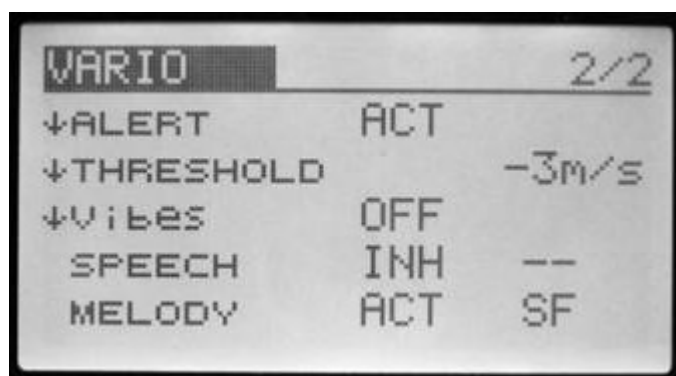 VARIO 2/2
↓ALERT ACT
↓THRESHOLD -3m/s
↓Vibes OFF
SPEECH INH --
MELODY ACT SF